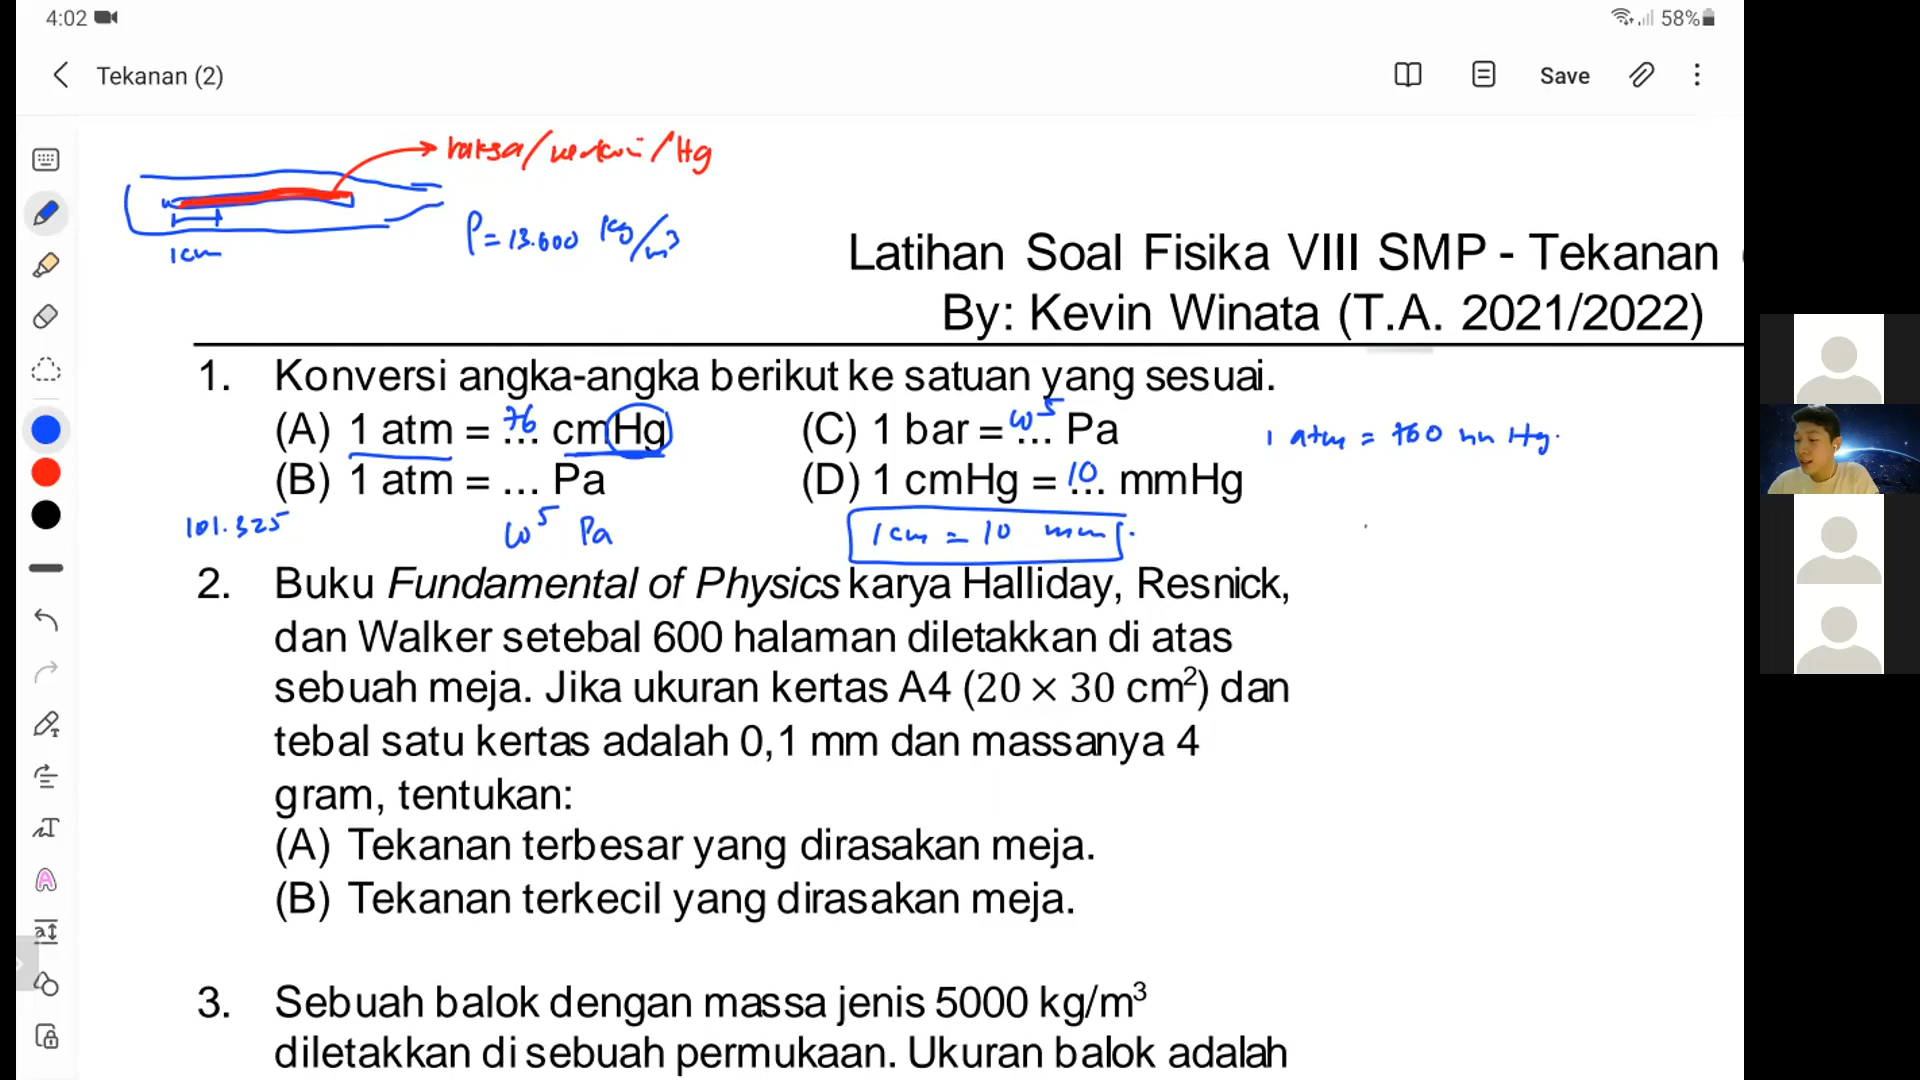 4:02
58%
Tekanan (2)
Save
raksa/merkuri/Hg
1cm
ρ = 13.600 kg/m³
Latihan Soal Fisika VIII SMP - Tekanan
By: Kevin Winata (T.A. 2021/2022)
1. Konversi angka-angka berikut ke satuan yang sesuai.
(A) 1 atm = ... 76 cmHg
(C) 1 bar = ... 10⁵ Pa
1 atm = 760 mm Hg.
(B) 1 atm = ... Pa
(D) 1 cmHg = ... 10 mmHg
101.325
10⁵ Pa
1 cm = 10 mm.
2. Buku Fundamental of Physics karya Halliday, Resnick,
dan Walker setebal 600 halaman diletakkan di atas
sebuah meja. Jika ukuran kertas A4 (20 × 30 cm²) dan
tebal satu kertas adalah 0,1 mm dan massanya 4
gram, tentukan:
(A) Tekanan terbesar yang dirasakan meja.
(B) Tekanan terkecil yang dirasakan meja.
3. Sebuah balok dengan massa jenis 5000 kg/m³
diletakkan di sebuah permukaan. Ukuran balok adalah